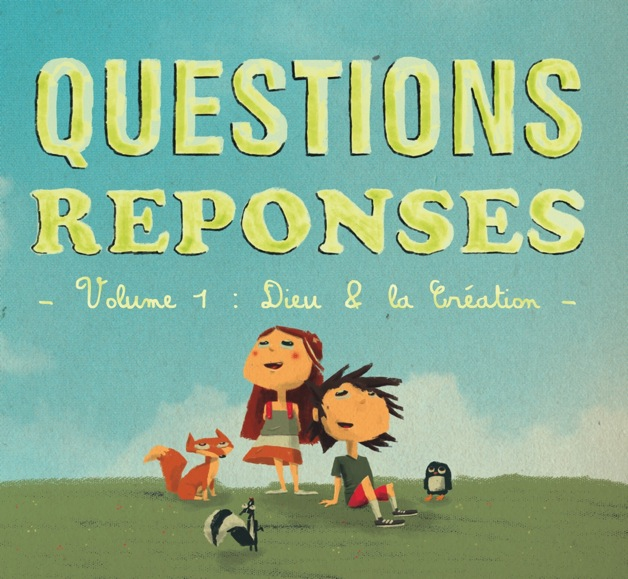 QUESTIONS
REPONSES
- Volume 1 : Dieu & la Création -